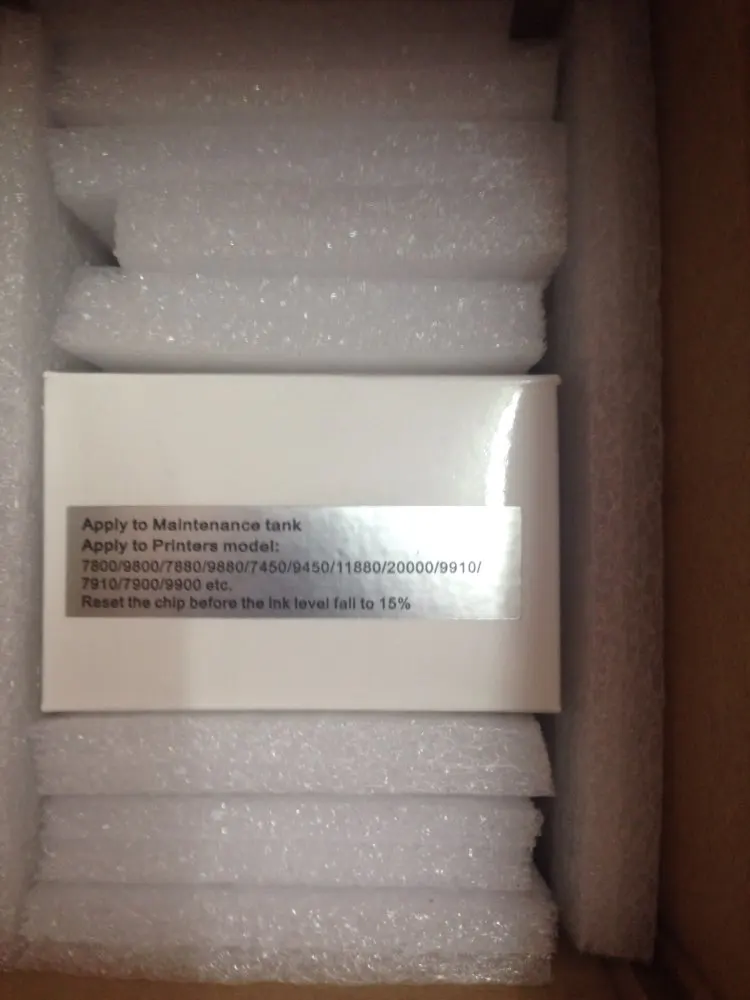 Apply to Maintenance tank
Apply to Printers model:
7800/9800/7880/9880/7450/9450/11880/20000/9910/
7910/7900/9900 etc.
Reset the chip before the ink level fall to 15%